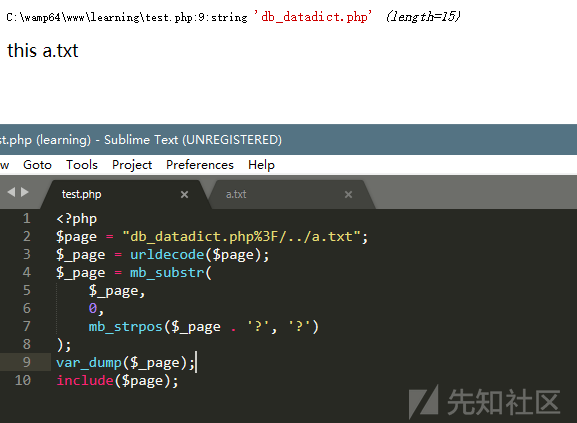 C:\wamp64\www\learning\test.php:9:string 'db_datadict.php' (length=15)
this a.txt
st.php (learning) - Sublime Text (UNREGISTERED)
w Goto Tools Project Preferences Help
test.php × a.txt ×
1 <?php
2 $page = "db_datadict.php%3F/../a.txt";
3 $_page = urldecode($page);
4 $_page = mb_substr(
5 $_page,
6 0,
7 mb_strpos($_page . '?', '?')
8 );
9 var_dump($_page);
10 include($page);
先知社区